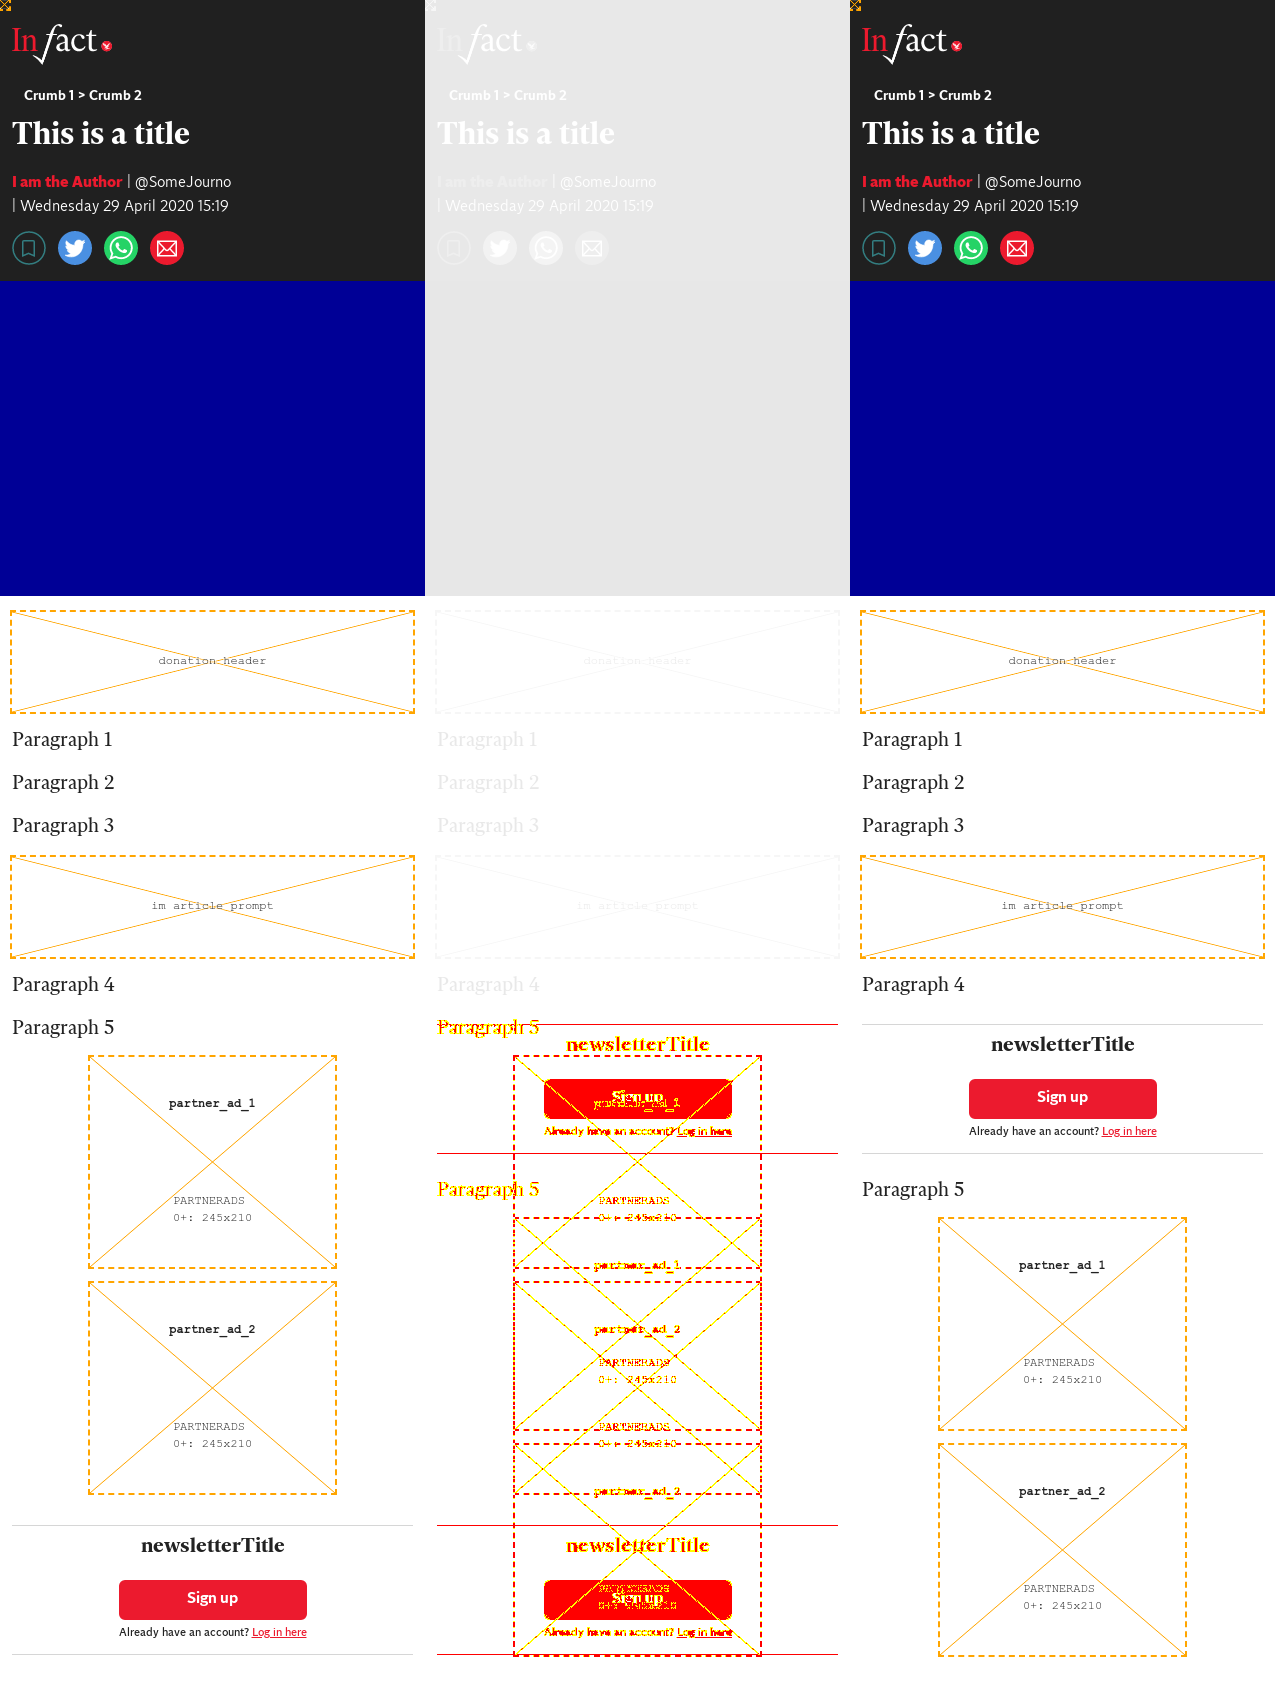 In fact
Crumb 1 > Crumb 2
This is a title
I am the Author | @SomeJourno
| Wednesday 29 April 2020 15:19
donation header
Paragraph 1
Paragraph 2
Paragraph 3
im article prompt
Paragraph 4
Paragraph 5
partner_ad_1
PARTNERADS
0+: 245x210
partner_ad_2
PARTNERADS
0+: 245x210
newsletterTitle
Sign up
Already have an account? Log in here
In fact
Crumb 1 > Crumb 2
This is a title
I am the Author | @SomeJourno
| Wednesday 29 April 2020 15:19
donation header
Paragraph 1
Paragraph 2
Paragraph 3
im article prompt
Paragraph 4
Paragraph 5
newsletterTitle
Sign up
partner_ad_1
Already have an account? Log in here
Paragraph 5
PARTNERADS
0+: 245x210
partner_ad_1
partner_ad_2
PARTNERADS
0+: 245x210
PARTNERADS
0+: 245x210
partner_ad_2
newsletterTitle
PARTNERADS
Sign up
0+: 245x210
Already have an account? Log in here
In fact
Crumb 1 > Crumb 2
This is a title
I am the Author | @SomeJourno
| Wednesday 29 April 2020 15:19
donation header
Paragraph 1
Paragraph 2
Paragraph 3
im article prompt
Paragraph 4
newsletterTitle
Sign up
Already have an account? Log in here
Paragraph 5
partner_ad_1
PARTNERADS
0+: 245x210
partner_ad_2
PARTNERADS
0+: 245x210